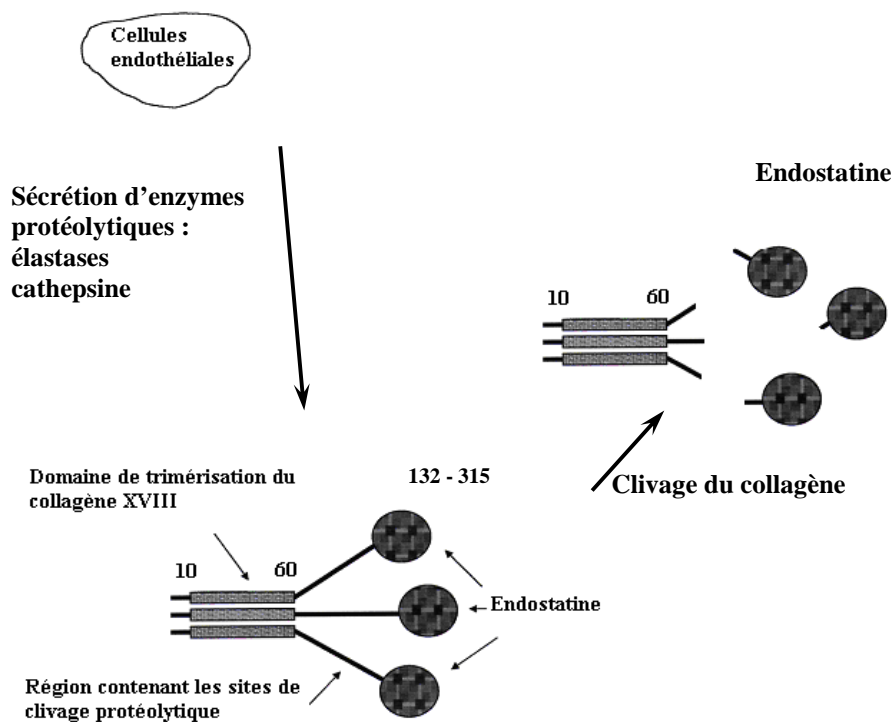 Cellules
endothéliales
Sécrétion d'enzymes
protéolytiques :
élastases
cathepsine
Endostatine
10 60
Clivage du collagène
Domaine de trimérisation du
collagène XVIII
132 - 315
10 60
Endostatine
Région contenant les sites de
clivage protéolytique